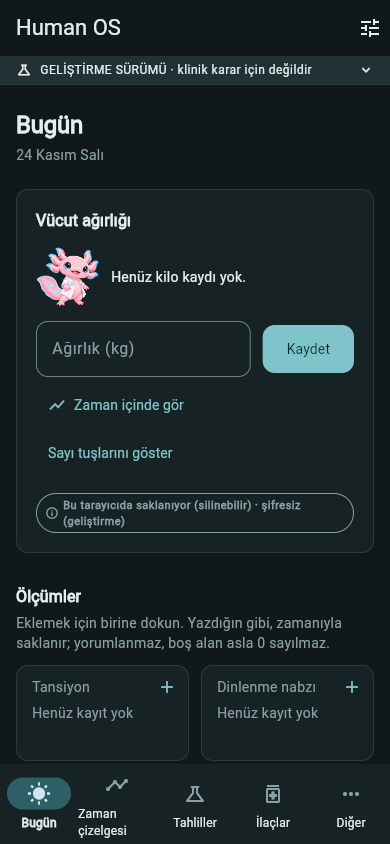 Human OS
GELİŞTİRME SÜRÜMÜ · klinik karar için değildir
Bugün
24 Kasım Salı
Vücut ağırlığı
Henüz kilo kaydı yok.
Ağırlık (kg)
Kaydet
Zaman içinde gör
Sayı tuşlarını göster
Bu tarayıcıda saklanıyor (silinebilir) · şifresiz
(geliştirme)
Ölçümler
Eklemek için birine dokun. Yazdığın gibi, zamanıyla
saklanır; yorumlanmaz, boş alan asla 0 sayılmaz.
Tansiyon
Henüz kayıt yok
Dinlenme nabzı
Henüz kayıt yok
Bugün
Zaman
çizelgesi
Tahliller
İlaçlar
Diğer